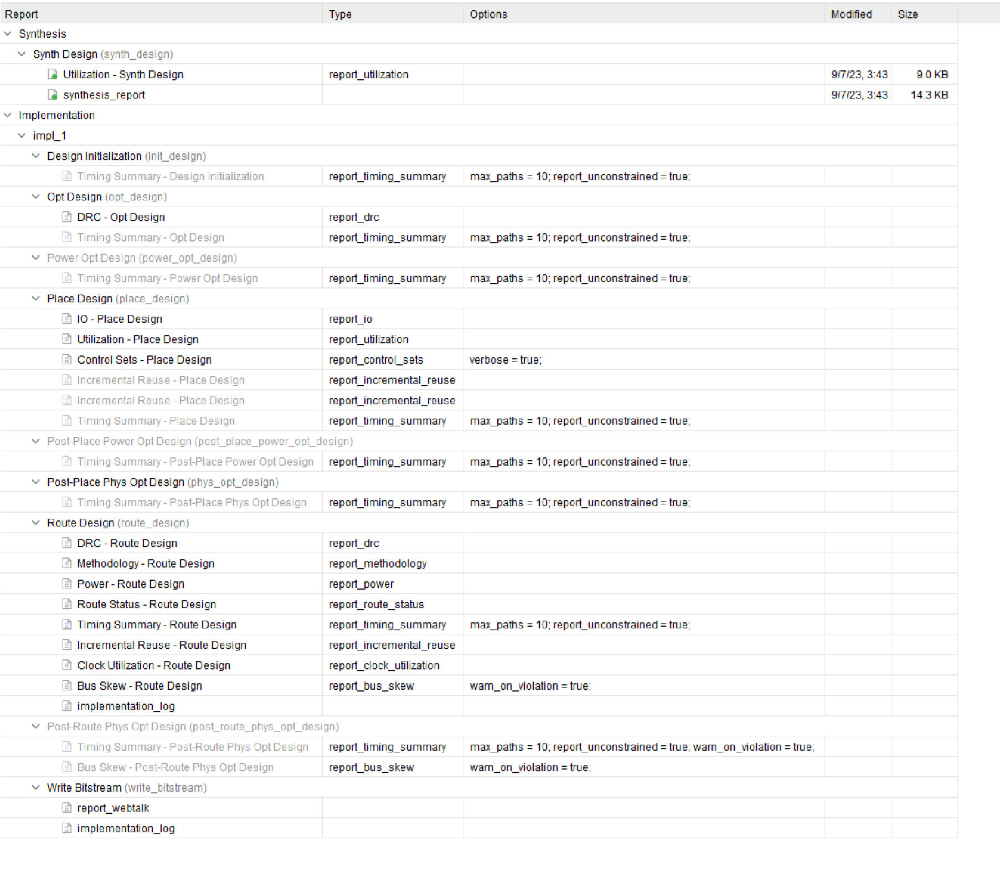 Report Type Options Modified Size
Synthesis
Synth Design (synth_design)
Utilization - Synth Design report_utilization 9/7/23, 3:43 9.0 KB
synthesis_report 9/7/23, 3:43 14.3 KB
Implementation
impl_1
Design Initialization (init_design)
Timing Summary - Design Initialization report_timing_summary max_paths = 10; report_unconstrained = true;
Opt Design (opt_design)
DRC - Opt Design report_drc
Timing Summary - Opt Design report_timing_summary max_paths = 10; report_unconstrained = true;
Power Opt Design (power_opt_design)
Timing Summary - Power Opt Design report_timing_summary max_paths = 10; report_unconstrained = true;
Place Design (place_design)
IO - Place Design report_io
Utilization - Place Design report_utilization
Control Sets - Place Design report_control_sets verbose = true;
Incremental Reuse - Place Design report_incremental_reuse
Incremental Reuse - Place Design report_incremental_reuse
Timing Summary - Place Design report_timing_summary max_paths = 10; report_unconstrained = true;
Post-Place Power Opt Design (post_place_power_opt_design)
Timing Summary - Post-Place Power Opt Design report_timing_summary max_paths = 10; report_unconstrained = true;
Post-Place Phys Opt Design (phys_opt_design)
Timing Summary - Post-Place Phys Opt Design report_timing_summary max_paths = 10; report_unconstrained = true;
Route Design (route_design)
DRC - Route Design report_drc
Methodology - Route Design report_methodology
Power - Route Design report_power
Route Status - Route Design report_route_status
Timing Summary - Route Design report_timing_summary max_paths = 10; report_unconstrained = true;
Incremental Reuse - Route Design report_incremental_reuse
Clock Utilization - Route Design report_clock_utilization
Bus Skew - Route Design report_bus_skew warn_on_violation = true;
implementation_log
Post-Route Phys Opt Design (post_route_phys_opt_design)
Timing Summary - Post-Route Phys Opt Design report_timing_summary max_paths = 10; report_unconstrained = true; warn_on_violation = true;
Bus Skew - Post-Route Phys Opt Design report_bus_skew warn_on_violation = true;
Write Bitstream (write_bitstream)
report_webtalk
implementation_log